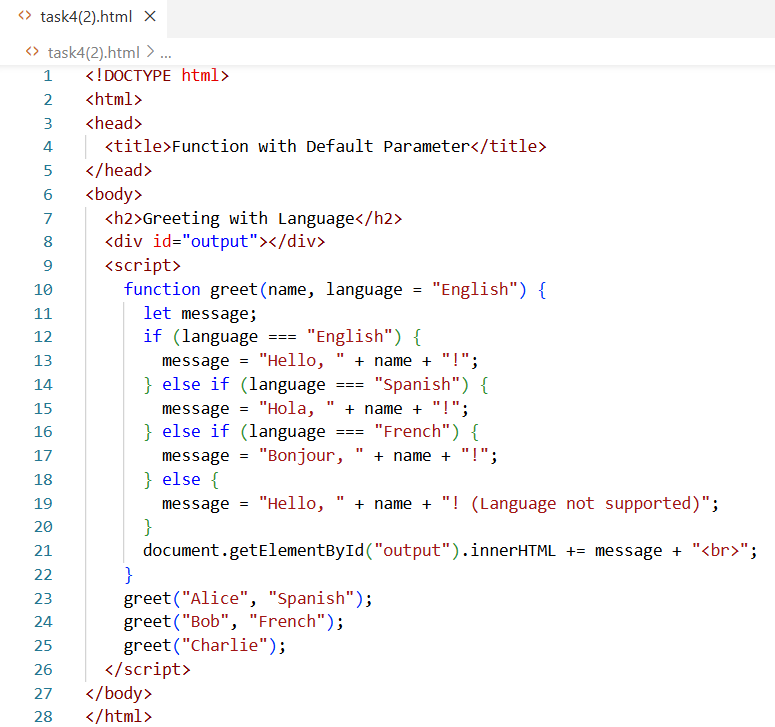 task4(2).html ×
task4(2).html > ...
1 <!DOCTYPE html>
2 <html>
3 <head>
4   <title>Function with Default Parameter</title>
5 </head>
6 <body>
7   <h2>Greeting with Language</h2>
8   <div id="output"></div>
9   <script>
10     function greet(name, language = "English") {
11       let message;
12       if (language === "English") {
13         message = "Hello, " + name + "!";
14       } else if (language === "Spanish") {
15         message = "Hola, " + name + "!";
16       } else if (language === "French") {
17         message = "Bonjour, " + name + "!";
18       } else {
19         message = "Hello, " + name + "! (Language not supported)";
20       }
21       document.getElementById("output").innerHTML += message + "<br>";
22     }
23     greet("Alice", "Spanish");
24     greet("Bob", "French");
25     greet("Charlie");
26   </script>
27 </body>
28 </html>